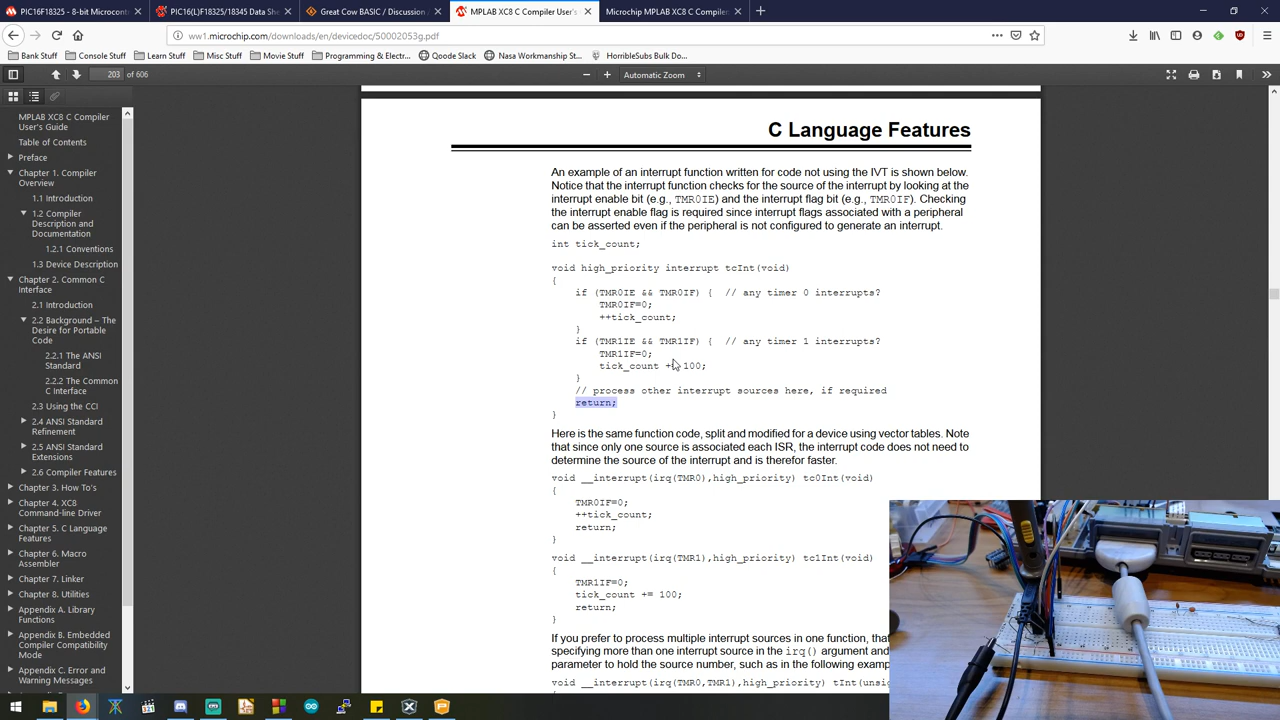 PIC16F18325 - 8-bit Microcont
PIC16(L)F18325/18345 Data She
Great Cow BASIC / Discussion /
MPLAB XC8 C Compiler User's
Microchip MPLAB XC8 C Compiler
ww1.microchip.com/downloads/en/devicedoc/50002053g.pdf
Bank Stuff
Console Stuff
Learn Stuff
Misc Stuff
Movie Stuff
Programming & Electr...
Qoode Slack
Nasa Workmanship St...
HorribleSubs Bulk Do...
203 of 606
Automatic Zoom
MPLAB XC8 C Compiler
User's Guide
Table of Contents
Preface
Chapter 1. Compiler
Overview
1.1 Introduction
1.2 Compiler
Description and
Documentation
1.2.1 Conventions
1.3 Device Description
Chapter 2. Common C
Interface
2.1 Introduction
2.2 Background – The
Desire for Portable
Code
2.2.1 The ANSI
Standard
2.2.2 The Common
C Interface
2.3 Using the CCI
2.4 ANSI Standard
Refinement
2.5 ANSI Standard
Extensions
2.6 Compiler Features
Chapter 3. How To's
Chapter 4. XC8
Command-line Driver
Chapter 5. C Language
Features
Chapter 6. Macro
Assembler
Chapter 7. Linker
Chapter 8. Utilities
Appendix A. Library
Functions
Appendix B. Embedded
Compiler Compatibility
Mode
Appendix C. Error and
Warning Messages
C Language Features
An example of an interrupt function written for code not using the IVT is shown below.
Notice that the interrupt function checks for the source of the interrupt by looking at the
interrupt enable bit (e.g., TMR0IE) and the interrupt flag bit (e.g., TMR0IF). Checking
the interrupt enable flag is required since interrupt flags associated with a peripheral
can be asserted even if the peripheral is not configured to generate an interrupt.
int tick_count;
void high_priority interrupt tcInt(void)
{
if (TMR0IE && TMR0IF) { // any timer 0 interrupts?
TMR0IF=0;
++tick_count;
}
if (TMR1IE && TMR1IF) { // any timer 1 interrupts?
TMR1IF=0;
tick_count += 100;
}
// process other interrupt sources here, if required
return;
}
Here is the same function code, split and modified for a device using vector tables. Note
that since only one source is associated each ISR, the interrupt code does not need to
determine the source of the interrupt and is therefor faster.
void __interrupt(irq(TMR0),high_priority) tc0Int(void)
{
TMR0IF=0;
++tick_count;
return;
}
void __interrupt(irq(TMR1),high_priority) tc1Int(void)
{
TMR1IF=0;
tick_count += 100;
return;
}
If you prefer to process multiple interrupt sources in one function, that
specifying more than one interrupt source in the irq() argument and
parameter to hold the source number, such as in the following examp
void __interrupt(irq(TMR0,TMR1),high_priority) tInt(unsig